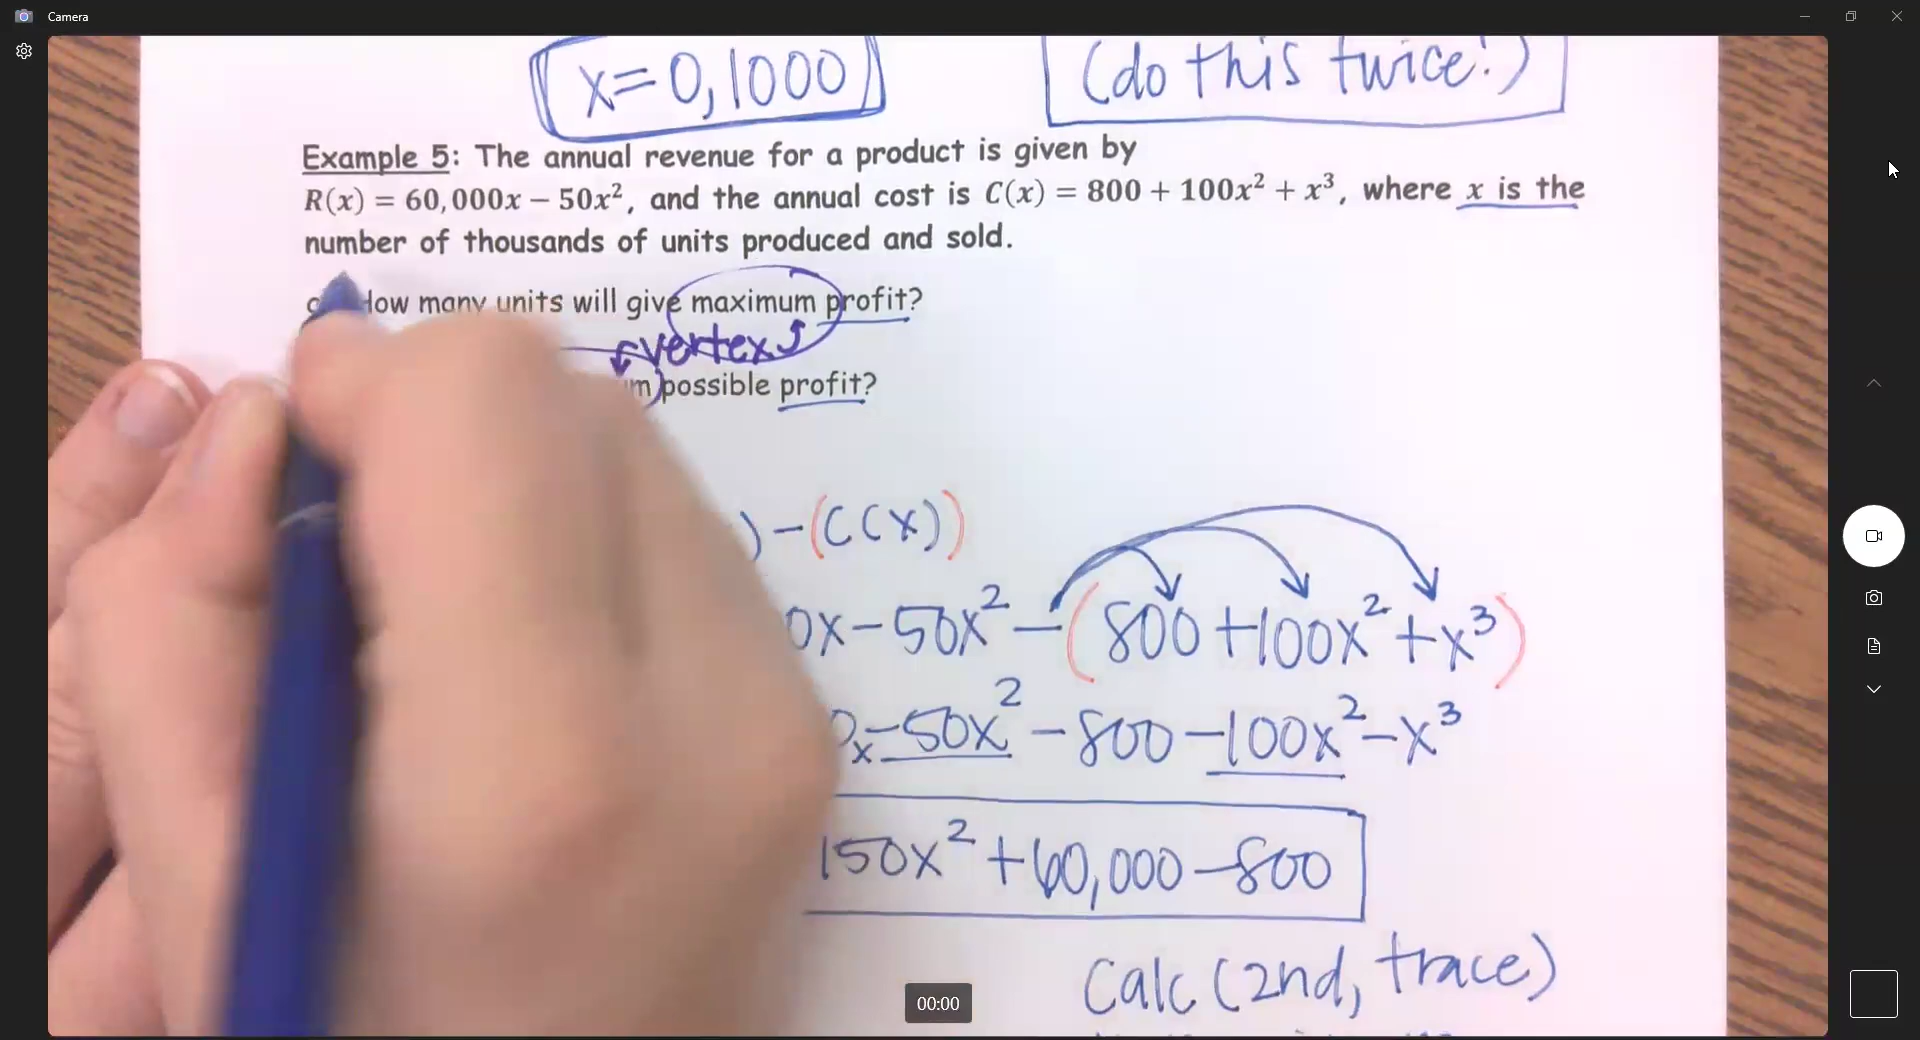 Camera
x=0,1000
(do this twice!)
Example 5: The annual revenue for a product is given by
R(x) = 60,000x − 50x², and the annual cost is C(x) = 800 + 100x² + x³, where x is the
number of thousands of units produced and sold.
How many units will give maximum profit?
vertex
possible profit?
) − (C(x))
0x − 50x² − (800 + 100x² + x³)
x − 50x² − 800 − 100x² − x³
150x² + 60,000 − 800
Calc (2nd, trace)
00:00